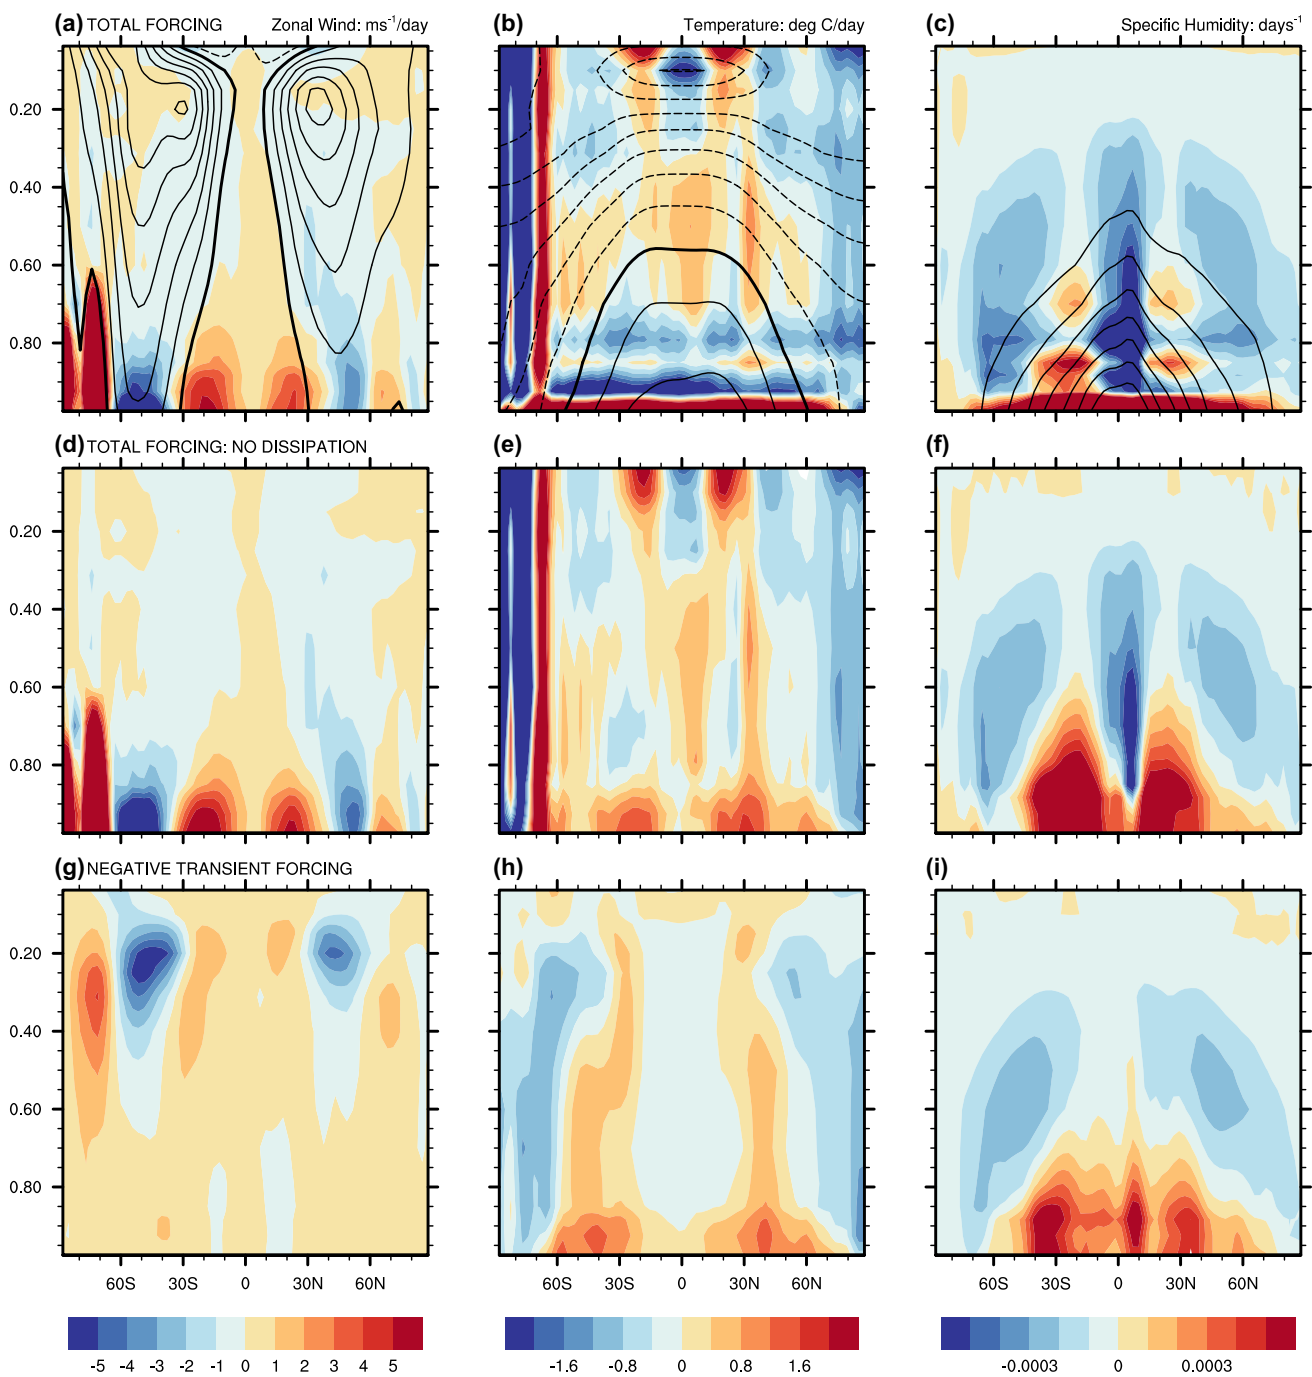 (a) TOTAL FORCING Zonal Wind: ms⁻¹/day
(b) Temperature: deg C/day
(c) Specific Humidity: days⁻¹
0.20
0.40
0.60
0.80
(d) TOTAL FORCING: NO DISSIPATION
(e)
(f)
0.20
0.40
0.60
0.80
(g) NEGATIVE TRANSIENT FORCING
(h)
(i)
0.20
0.40
0.60
0.80
60S 30S 0 30N 60N
60S 30S 0 30N 60N
60S 30S 0 30N 60N
-5 -4 -3 -2 -1 0 1 2 3 4 5
-1.6 -0.8 0 0.8 1.6
-0.0003 0 0.0003